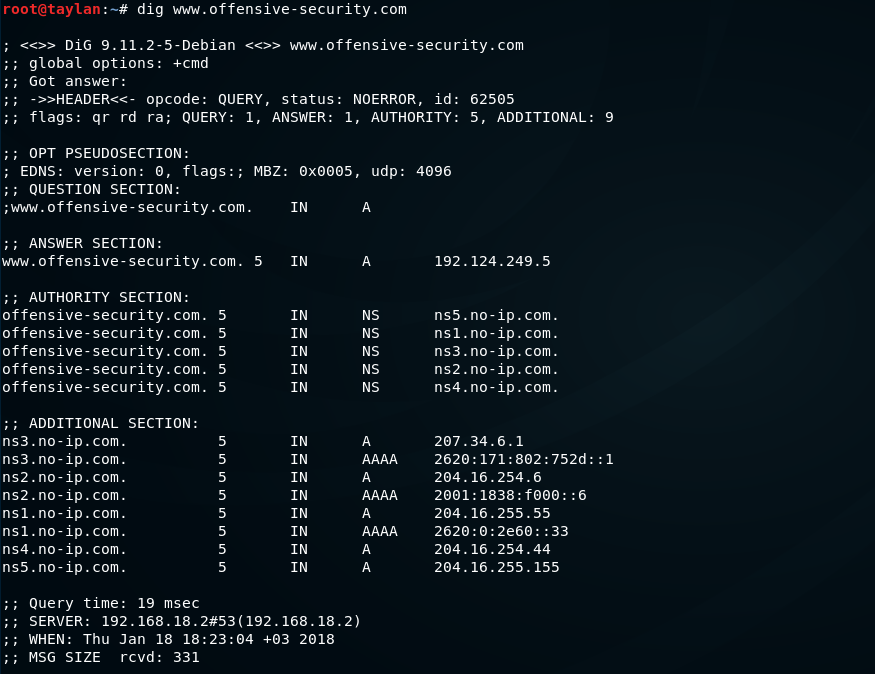 root@taylan:~# dig www.offensive-security.com
; <<>> DiG 9.11.2-5-Debian <<>> www.offensive-security.com
;; global options: +cmd
;; Got answer:
;; ->>HEADER<<- opcode: QUERY, status: NOERROR, id: 62505
;; flags: qr rd ra; QUERY: 1, ANSWER: 1, AUTHORITY: 5, ADDITIONAL: 9
;; OPT PSEUDOSECTION:
; EDNS: version: 0, flags:; MBZ: 0x0005, udp: 4096
;; QUESTION SECTION:
;www.offensive-security.com.    IN      A
;; ANSWER SECTION:
www.offensive-security.com. 5   IN      A       192.124.249.5
;; AUTHORITY SECTION:
offensive-security.com. 5       IN      NS      ns5.no-ip.com.
offensive-security.com. 5       IN      NS      ns1.no-ip.com.
offensive-security.com. 5       IN      NS      ns3.no-ip.com.
offensive-security.com. 5       IN      NS      ns2.no-ip.com.
offensive-security.com. 5       IN      NS      ns4.no-ip.com.
;; ADDITIONAL SECTION:
ns3.no-ip.com.          5       IN      A       207.34.6.1
ns3.no-ip.com.          5       IN      AAAA    2620:171:802:752d::1
ns2.no-ip.com.          5       IN      A       204.16.254.6
ns2.no-ip.com.          5       IN      AAAA    2001:1838:f000::6
ns1.no-ip.com.          5       IN      A       204.16.255.55
ns1.no-ip.com.          5       IN      AAAA    2620:0:2e60::33
ns4.no-ip.com.          5       IN      A       204.16.254.44
ns5.no-ip.com.          5       IN      A       204.16.255.155
;; Query time: 19 msec
;; SERVER: 192.168.18.2#53(192.168.18.2)
;; WHEN: Thu Jan 18 18:23:04 +03 2018
;; MSG SIZE  rcvd: 331